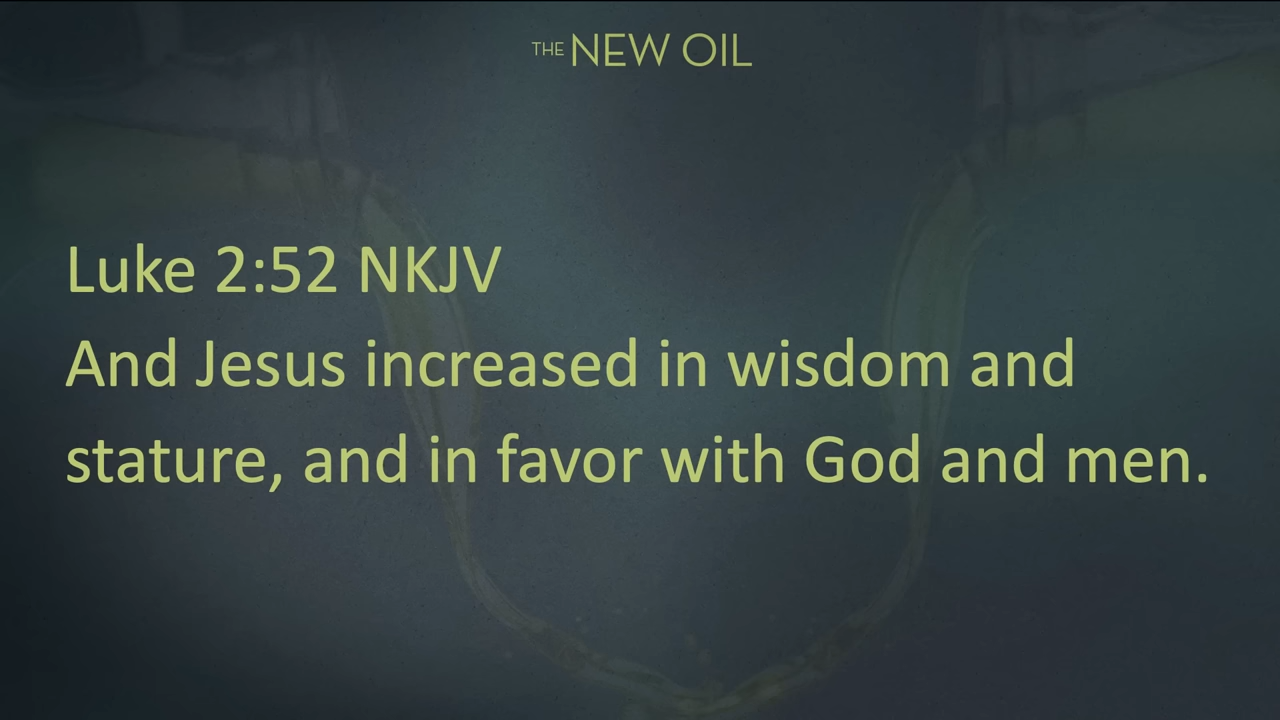 THE NEW OIL
Luke 2:52 NKJV
And Jesus increased in wisdom and
stature, and in favor with God and men.